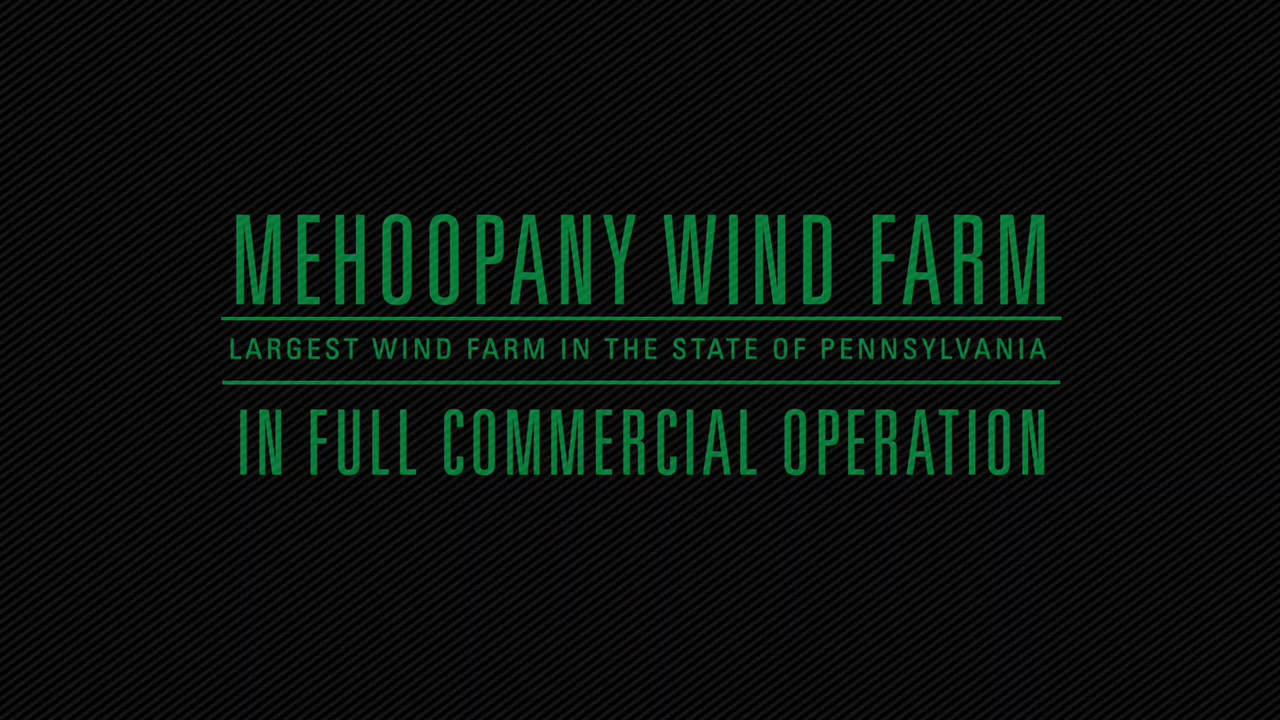 MEHOOPANY WIND FARM
LARGEST WIND FARM IN THE STATE OF PENNSYLVANIA
IN FULL COMMERCIAL OPERATION